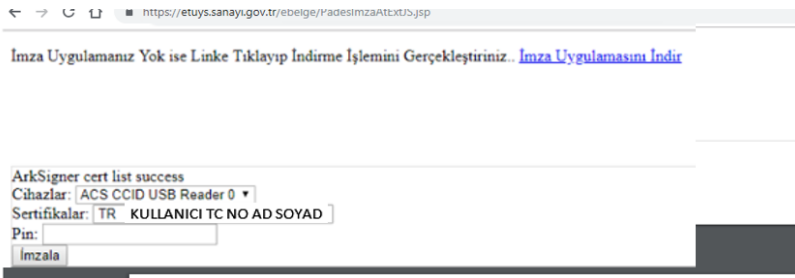 https://etuys.sanayi.gov.tr/ebelge/PadesImzaAtExtJS.jsp
İmza Uygulamanız Yok ise Linke Tıklayıp İndirme İşlemini Gerçekleştiriniz.. İmza Uygulamasını İndir
ArkSigner cert list success
Cihazlar: ACS CCID USB Reader 0
Sertifikalar: TR KULLANICI TC NO AD SOYAD
Pin:
İmzala